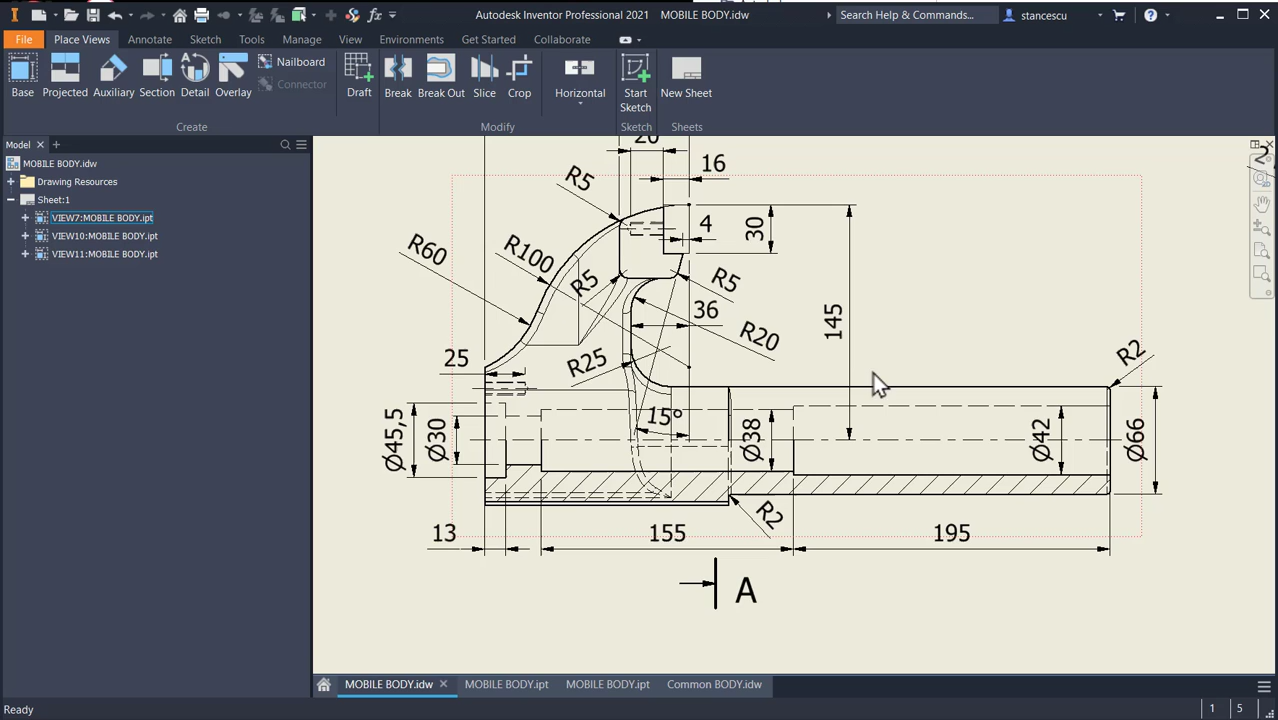 Autodesk Inventor Professional 2021 MOBILE BODY.idw
Search Help & Commands...
stancescu
File Place Views Annotate Sketch Tools Manage View Environments Get Started Collaborate
Base Projected Auxiliary Section Detail Overlay
Nailboard
Connector
Draft
Break Break Out Slice Crop
Horizontal
Start Sketch
New Sheet
Create
Modify
Sketch
Sheets
Model
MOBILE BODY.idw
Drawing Resources
Sheet:1
VIEW7:MOBILE BODY.ipt
VIEW10:MOBILE BODY.ipt
VIEW11:MOBILE BODY.ipt
20
2
16
R5
4
30
R60
R100
R5
R5
36
R20
145
25
R25
R2
Ø45,5
Ø30
15°
Ø38
Ø42
Ø66
R2
13
155
195
A
MOBILE BODY.idw
MOBILE BODY.ipt
MOBILE BODY.ipt
Common BODY.idw
Ready
1 5